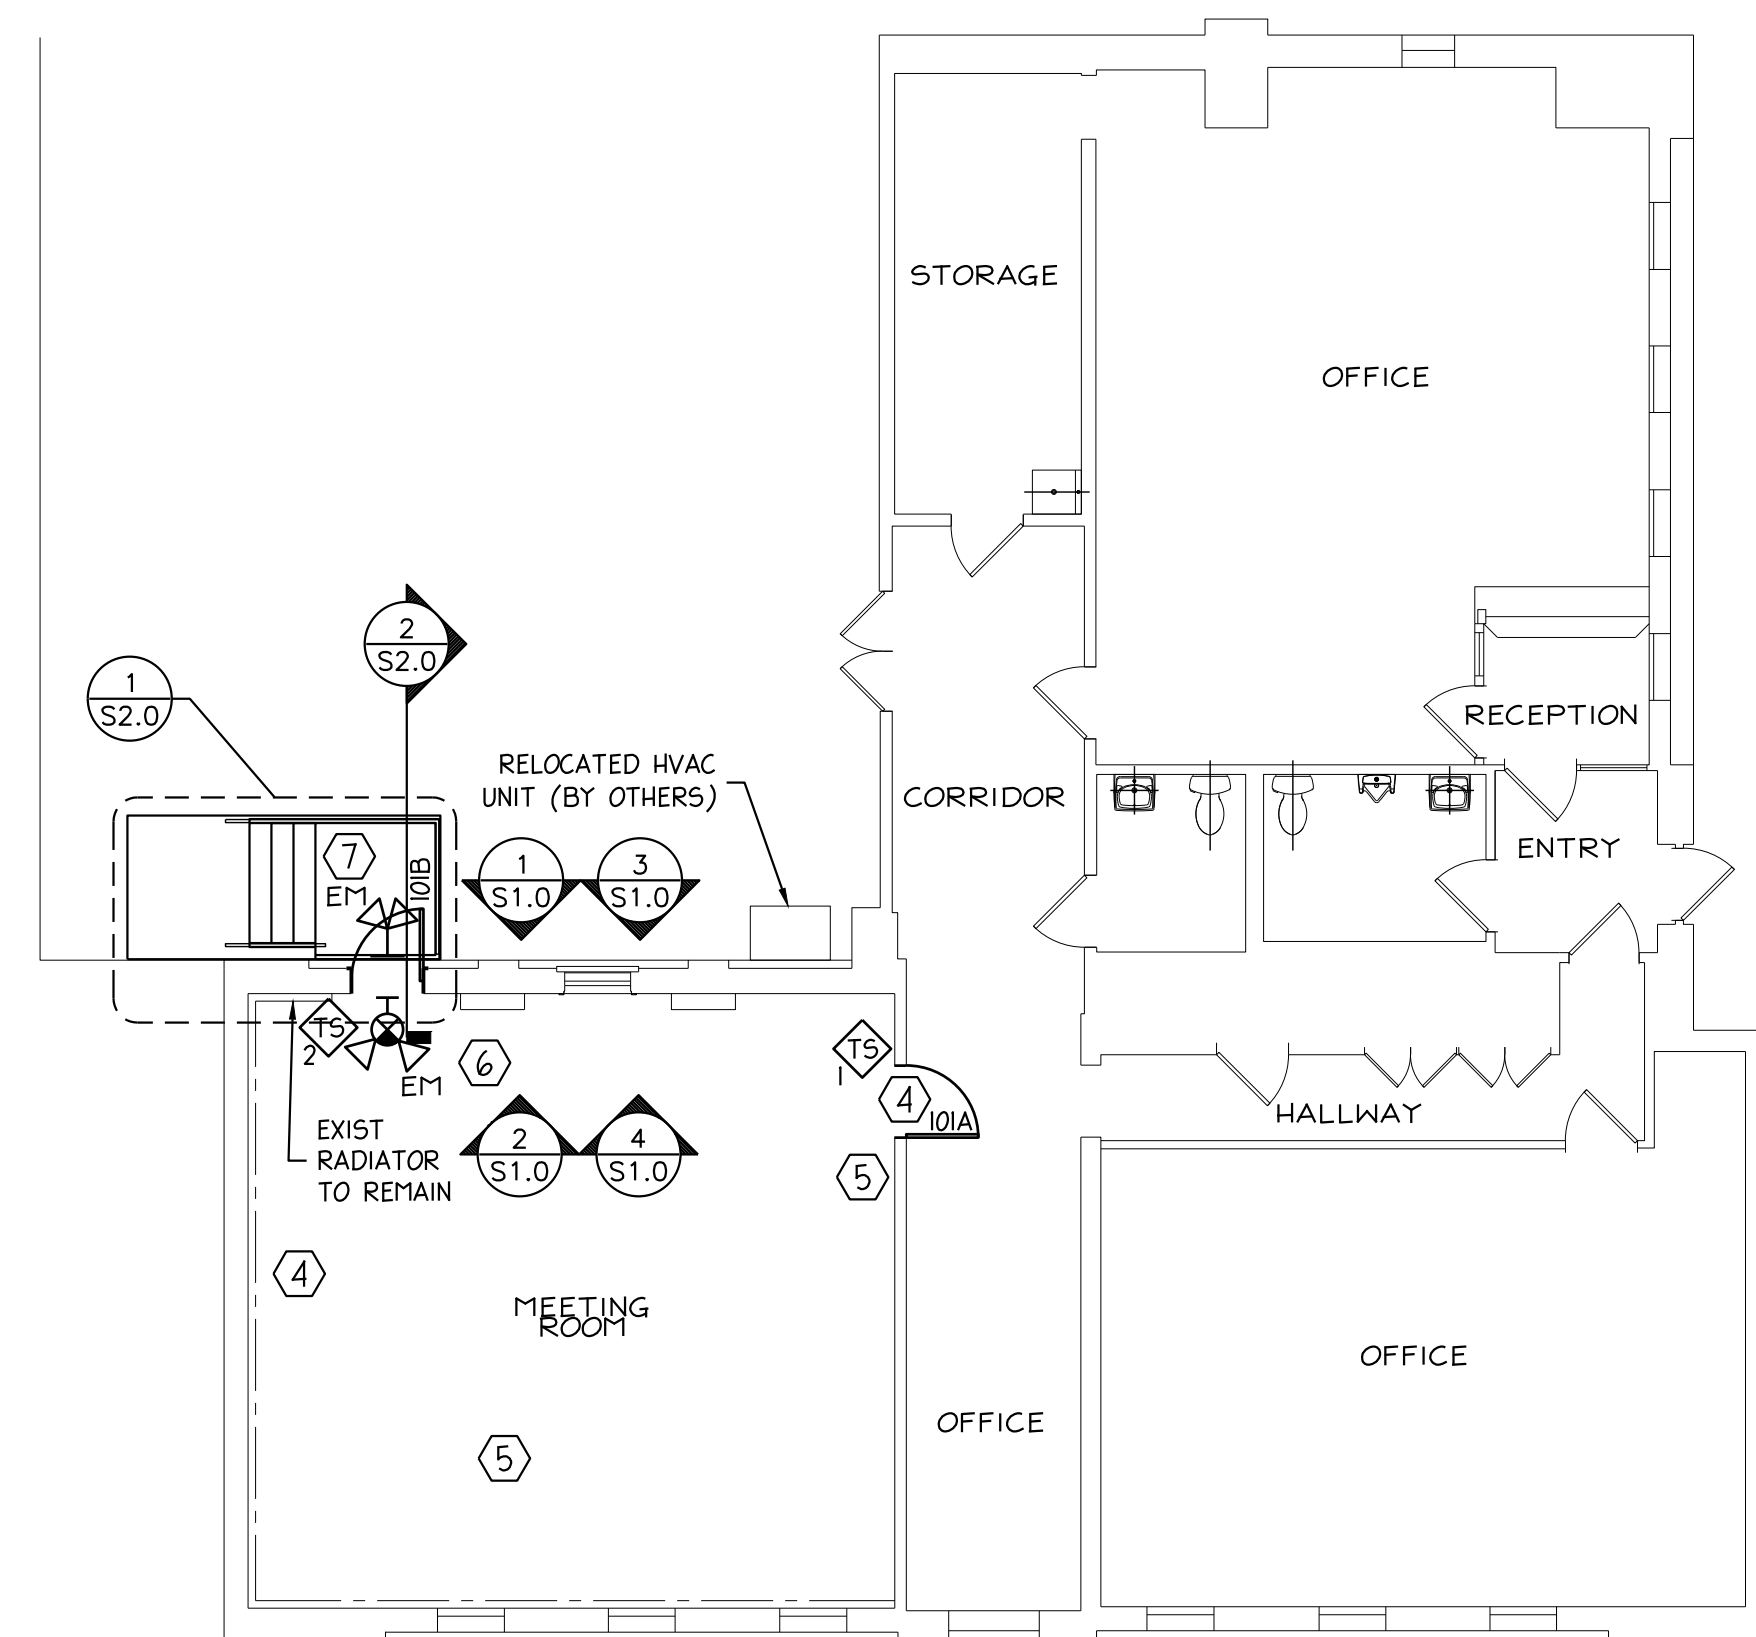 STORAGE
OFFICE
2
S2.0
1
S2.0
RECEPTION
RELOCATED HVAC
UNIT (BY OTHERS)
CORRIDOR
ENTRY
7
EM
101B
1
S1.0
3
S1.0
TS
2
EM
6
TS
1
4
101A
HALLWAY
EXIST
RADIATOR
TO REMAIN
2
S1.0
4
S1.0
5
4
MEETING
ROOM
OFFICE
OFFICE
5